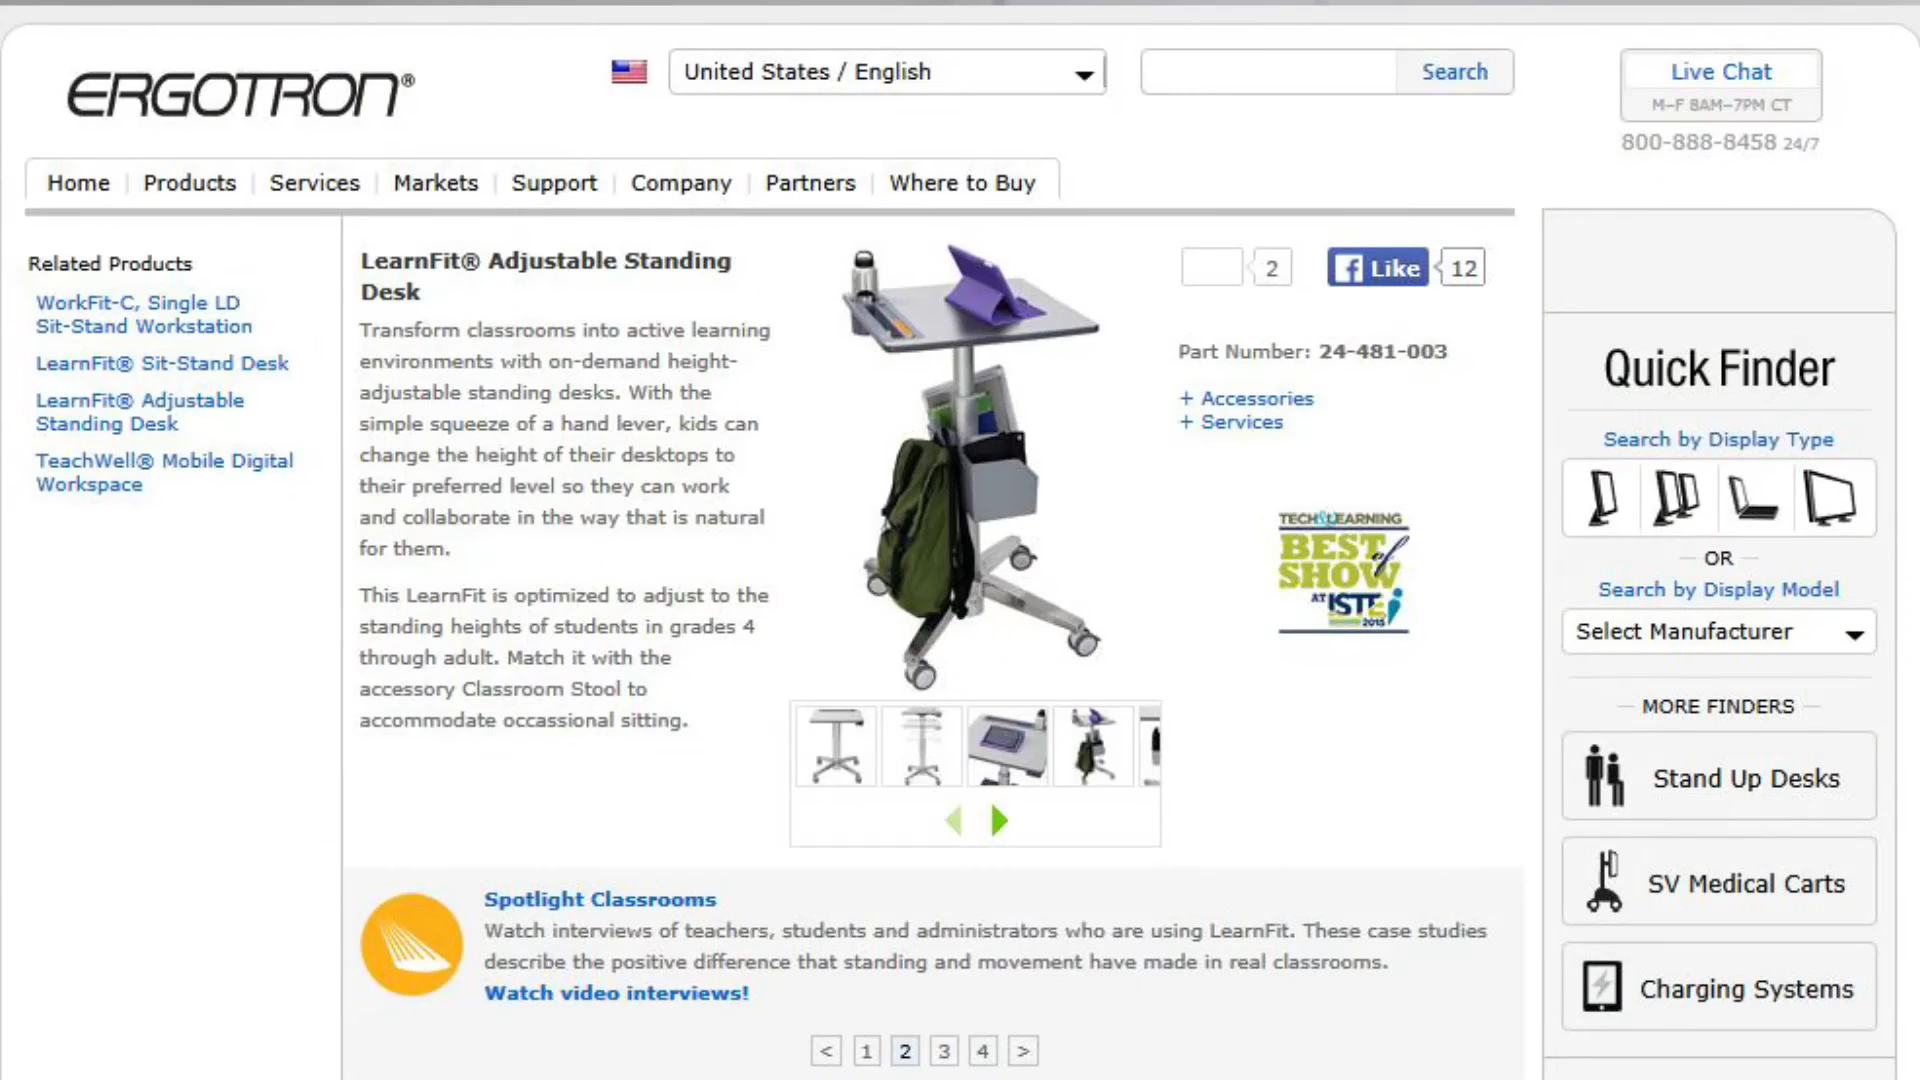 ERGOTRON®
United States / English
Search
Live Chat
M–F 8AM–7PM CT
800-888-8458 24/7
Home
Products
Services
Markets
Support
Company
Partners
Where to Buy
Related Products
WorkFit-C, Single LD
Sit-Stand Workstation
LearnFit® Sit-Stand Desk
LearnFit® Adjustable
Standing Desk
TeachWell® Mobile Digital
Workspace
LearnFit® Adjustable Standing
Desk
Transform classrooms into active learning
environments with on-demand height-
adjustable standing desks. With the
simple squeeze of a hand lever, kids can
change the height of their desktops to
their preferred level so they can work
and collaborate in the way that is natural
for them.
This LearnFit is optimized to adjust to the
standing heights of students in grades 4
through adult. Match it with the
accessory Classroom Stool to
accommodate occassional sitting.
2
Like
12
Part Number: 24-481-003
+ Accessories
+ Services
TECH&LEARNING
BEST of
SHOW
AT ISTE
2015
Spotlight Classrooms
Watch interviews of teachers, students and administrators who are using LearnFit. These case studies
describe the positive difference that standing and movement have made in real classrooms.
Watch video interviews!
< 1 2 3 4 >
Quick Finder
Search by Display Type
OR
Search by Display Model
Select Manufacturer
MORE FINDERS
Stand Up Desks
SV Medical Carts
Charging Systems